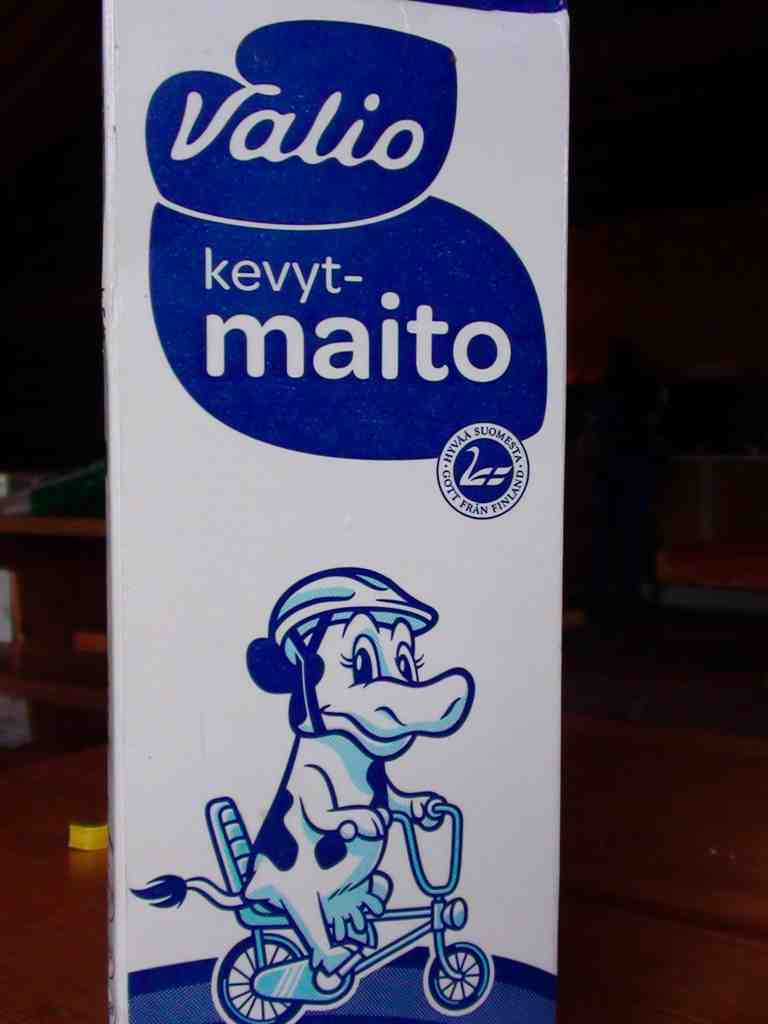 Valio
kevyt-
maito
HYVÄÄ SUOMESTA
GOTT FRÅN FINLAND